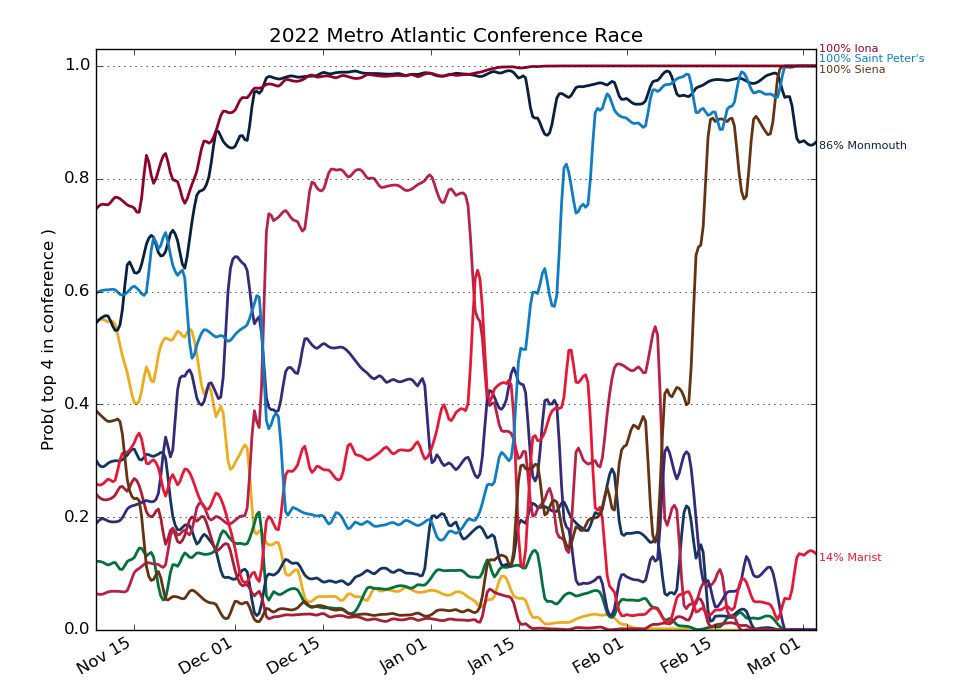 2022 Metro Atlantic Conference Race
Prob( top 4 in conference )
1.0
0.8
0.6
0.4
0.2
0.0
Nov 15
Dec 01
Dec 15
Jan 01
Jan 15
Feb 01
Feb 15
Mar 01
100% Iona
100% Saint Peter's
100% Siena
86% Monmouth
14% Marist